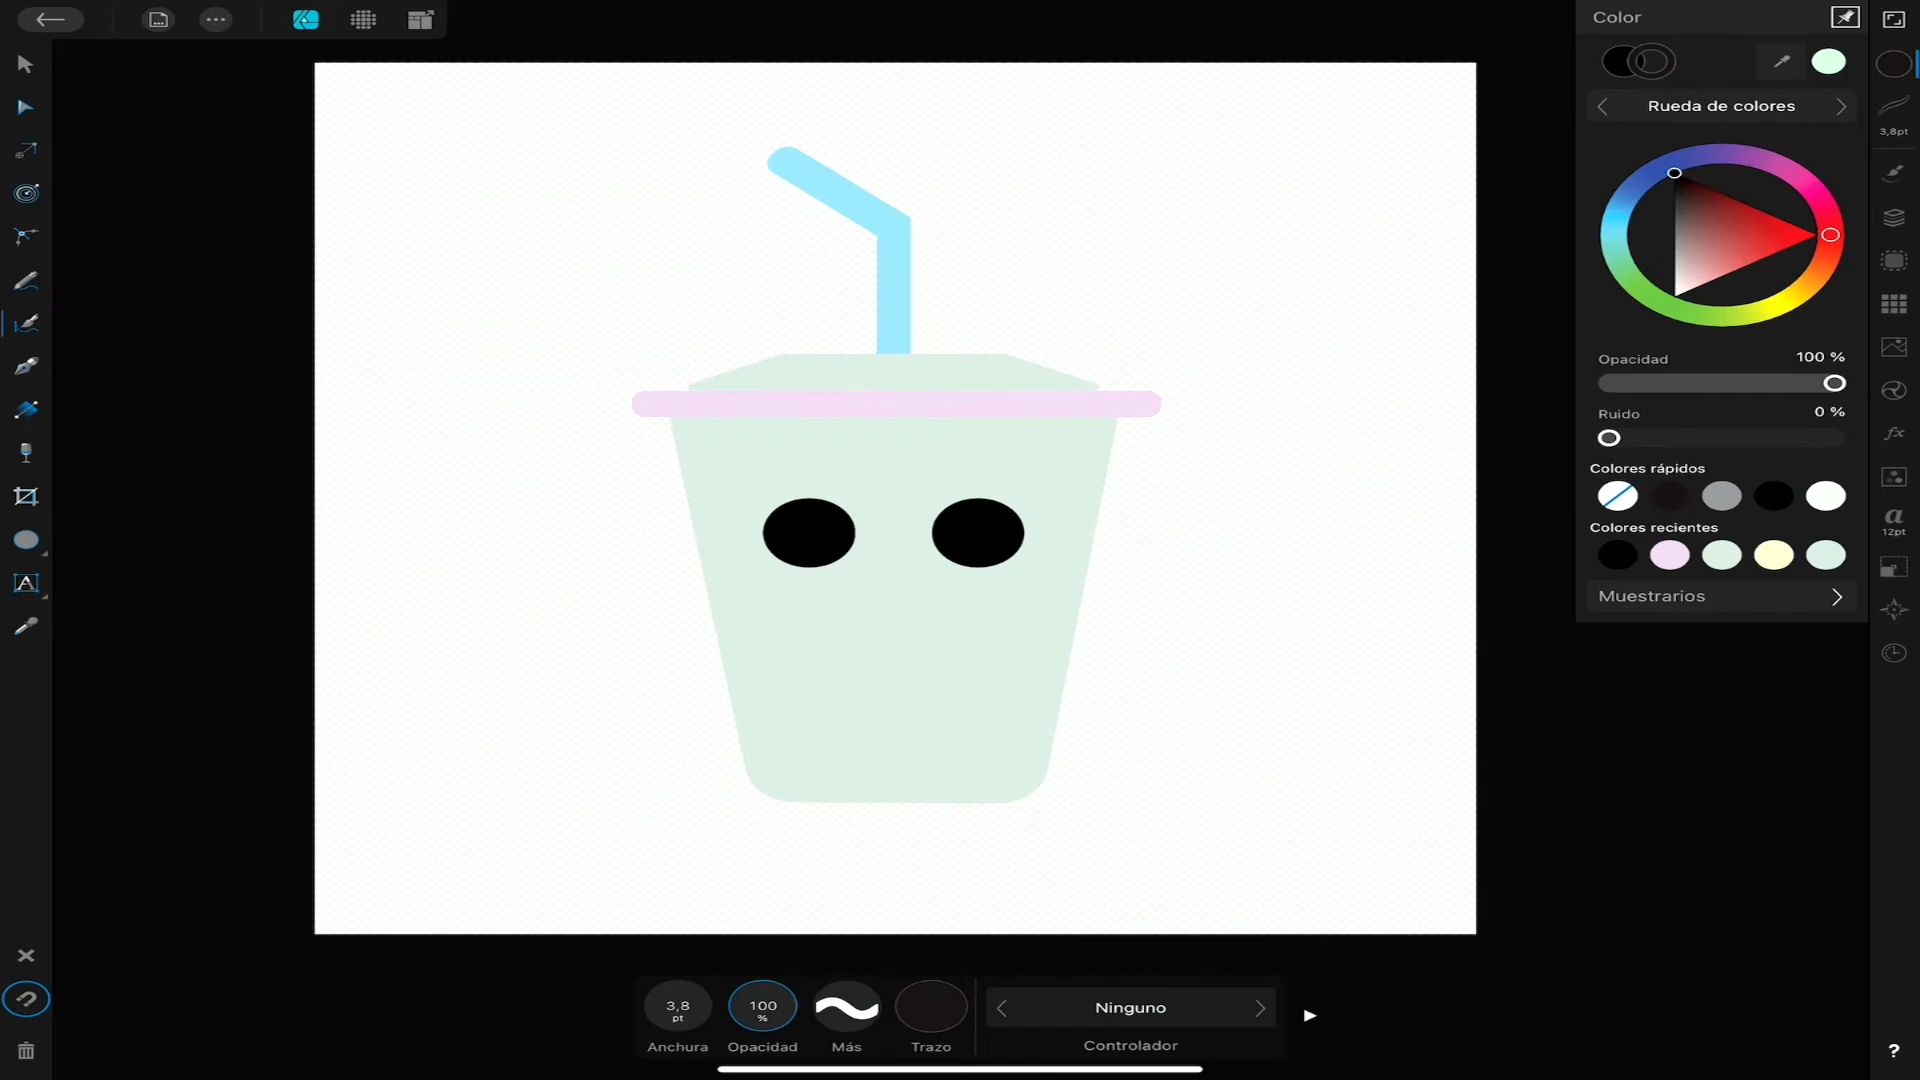 Color
Rueda de colores
3,8pt
Opacidad
100 %
Ruido
0 %
Colores rápidos
Colores recientes
a
12pt
Muestrarios
fx
A
3,8
pt
100
%
Ninguno
Anchura
Opacidad
Más
Trazo
Controlador
?